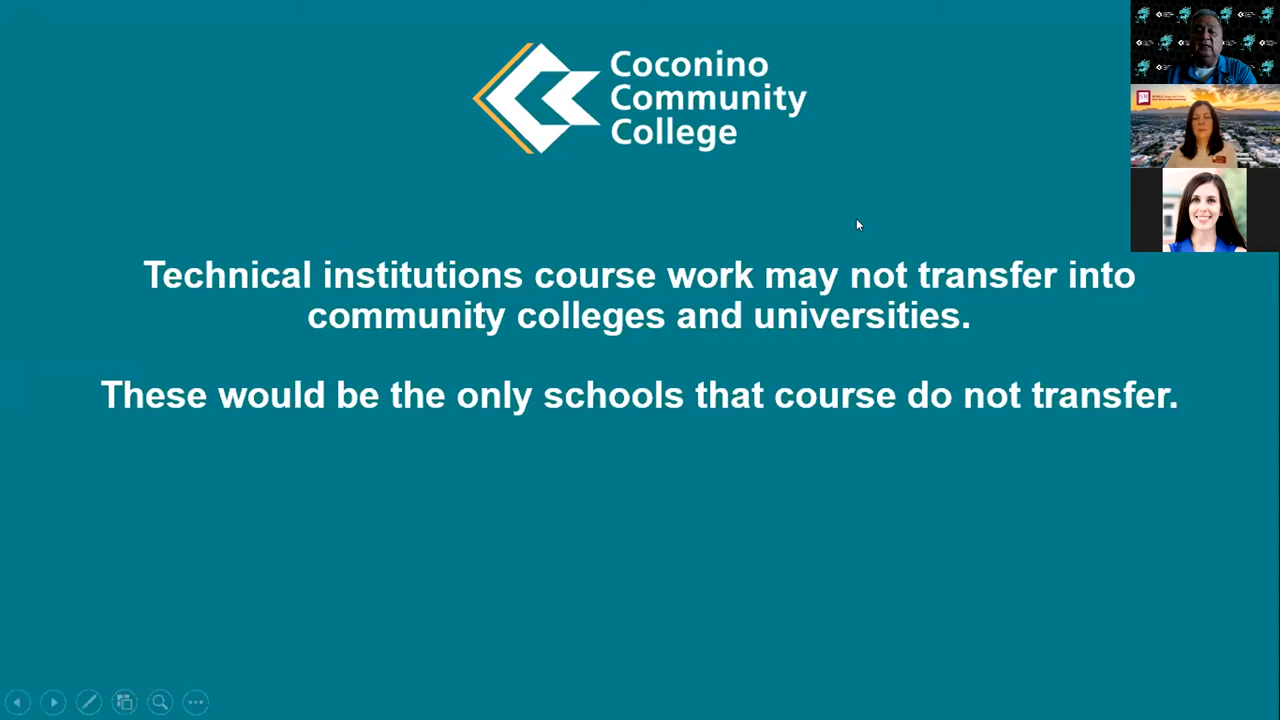 Coconino
Community
College
Technical institutions course work may not transfer into
community colleges and universities.
These would be the only schools that course do not transfer.